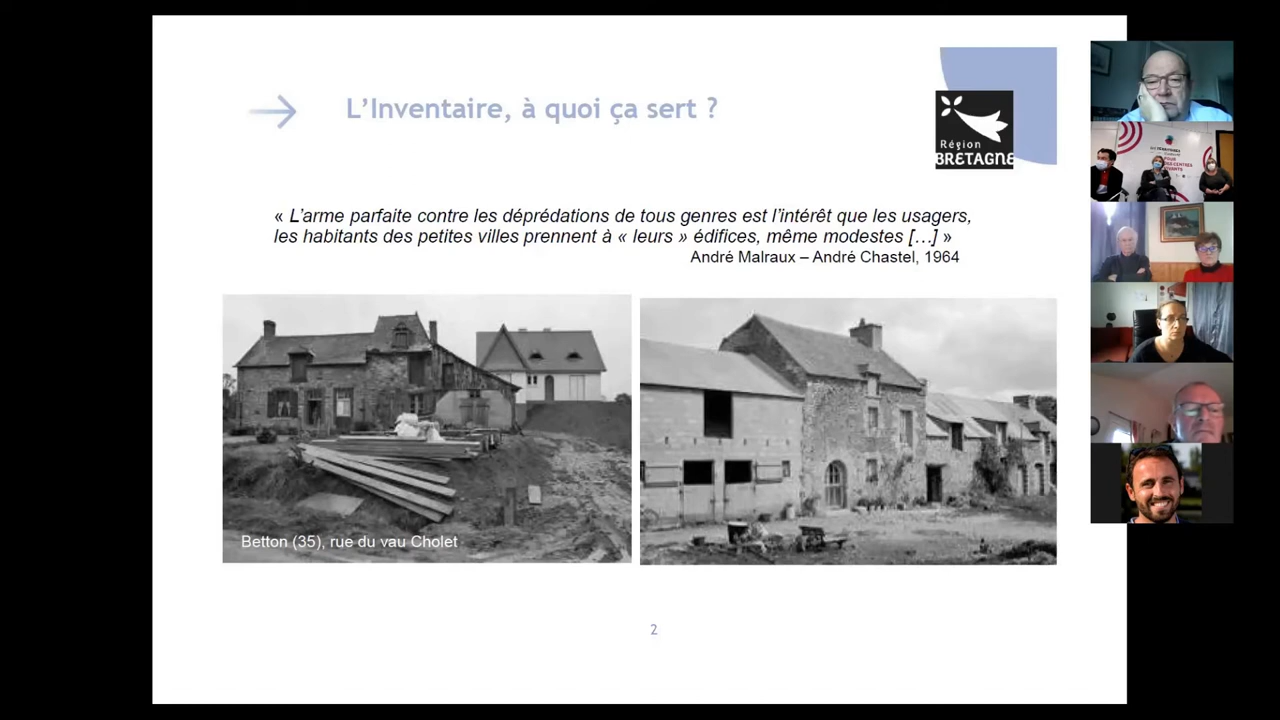 L'Inventaire, à quoi ça sert ?
Région
BRETAGNE
« L'arme parfaite contre les déprédations de tous genres est l'intérêt que les usagers,
les habitants des petites villes prennent à « leurs » édifices, même modestes […] »
André Malraux – André Chastel, 1964
Betton (35), rue du vau Cholet
2